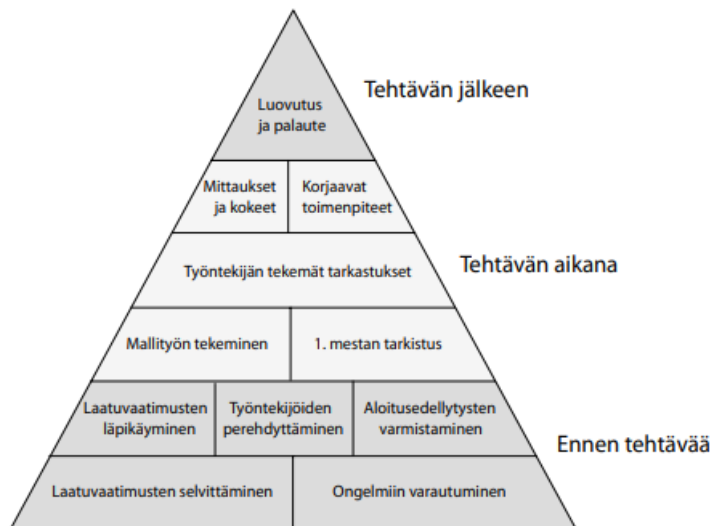 Luovutus
ja palaute
Tehtävän jälkeen
Mittaukset
ja kokeet
Korjaavat
toimenpiteet
Työntekijän tekemät tarkastukset
Tehtävän aikana
Mallityön tekeminen
1. mestan tarkistus
Laatuvaatimusten
läpikäyminen
Työntekijöiden
perehdyttäminen
Aloitusedellytysten
varmistaminen
Ennen tehtävää
Laatuvaatimusten selvittäminen
Ongelmiin varautuminen